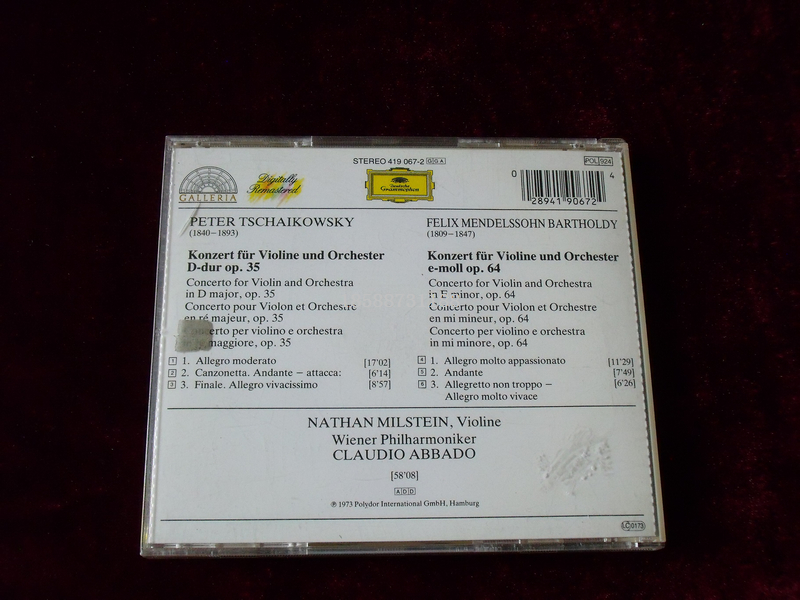 STEREO 419 067-2 GG A
POL 924
GALLERIA
Digitally
Remastered
Deutsche
Grammophon
0
28941 90672
4
PETER TSCHAIKOWSKY
(1840–1893)
Konzert für Violine und Orchester
D-dur op. 35
Concerto for Violin and Orchestra
in D major, op. 35
Concerto pour Violon et Orchestre
en ré majeur, op. 35
per violino e orchestra
maggiore, op. 35
1 1. Allegro moderato [17'02]
2 2. Canzonetta. Andante – attacca: [6'14]
3 3. Finale. Allegro vivacissimo [8'57]
FELIX MENDELSSOHN BARTHOLDY
(1809–1847)
Konzert für Violine und Orchester
e-moll op. 64
Concerto for Violin and Orchestra
in E minor, op. 64
Concerto pour Violon et Orchestre
en mi mineur, op. 64
Concerto per violino e orchestra
in mi minore, op. 64
4 1. Allegro molto appassionato [11'29]
5 2. Andante [7'49]
6 3. Allegretto non troppo – [6'26]
Allegro molto vivace
NATHAN MILSTEIN, Violine
Wiener Philharmoniker
CLAUDIO ABBADO
[58'08]
ADD
℗ 1973 Polydor International GmbH, Hamburg
LC 0173